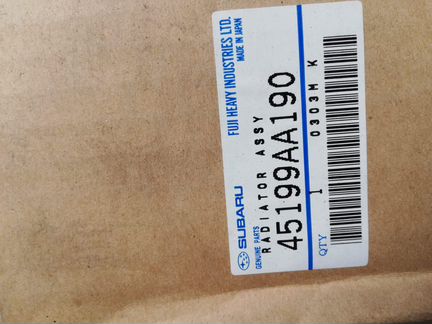 SUBARU FUJI HEAVY INDUSTRIES LTD.
GENUINE PARTS MADE IN JAPAN
RADIATOR ASSY
45199AA190
QTY 1 0303M K